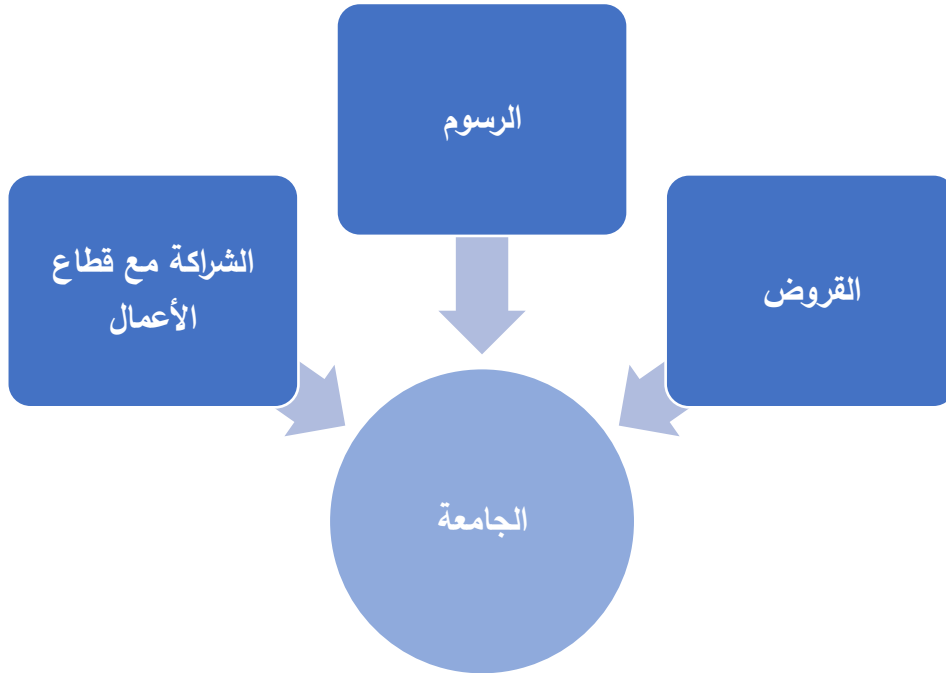 الرسوم
القروض
الشراكة مع قطاع
الأعمال
الجامعة